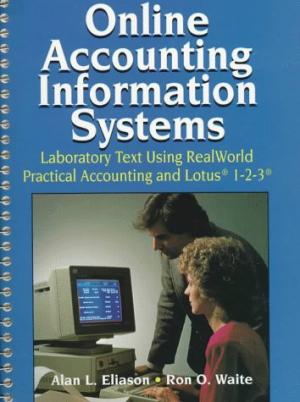 Online
Accounting
Information
Systems
Laboratory Text Using RealWorld
Practical Accounting and Lotus® 1-2-3®
Alan L. Eliason • Ron O. Waite